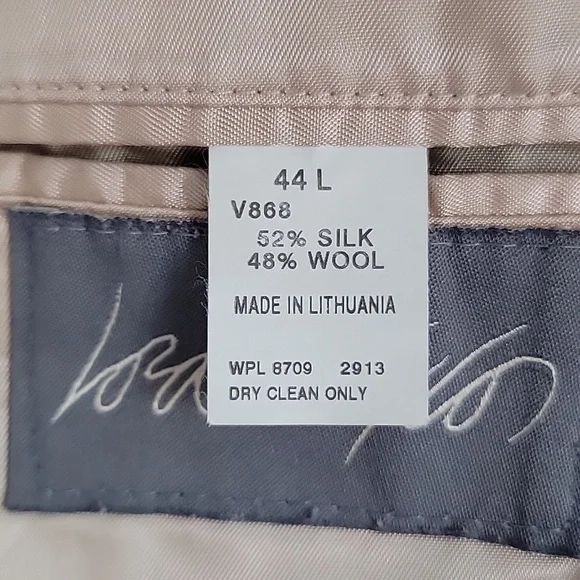 44 L
V868
52% SILK
48% WOOL
MADE IN LITHUANIA
WPL 8709 2913
DRY CLEAN ONLY